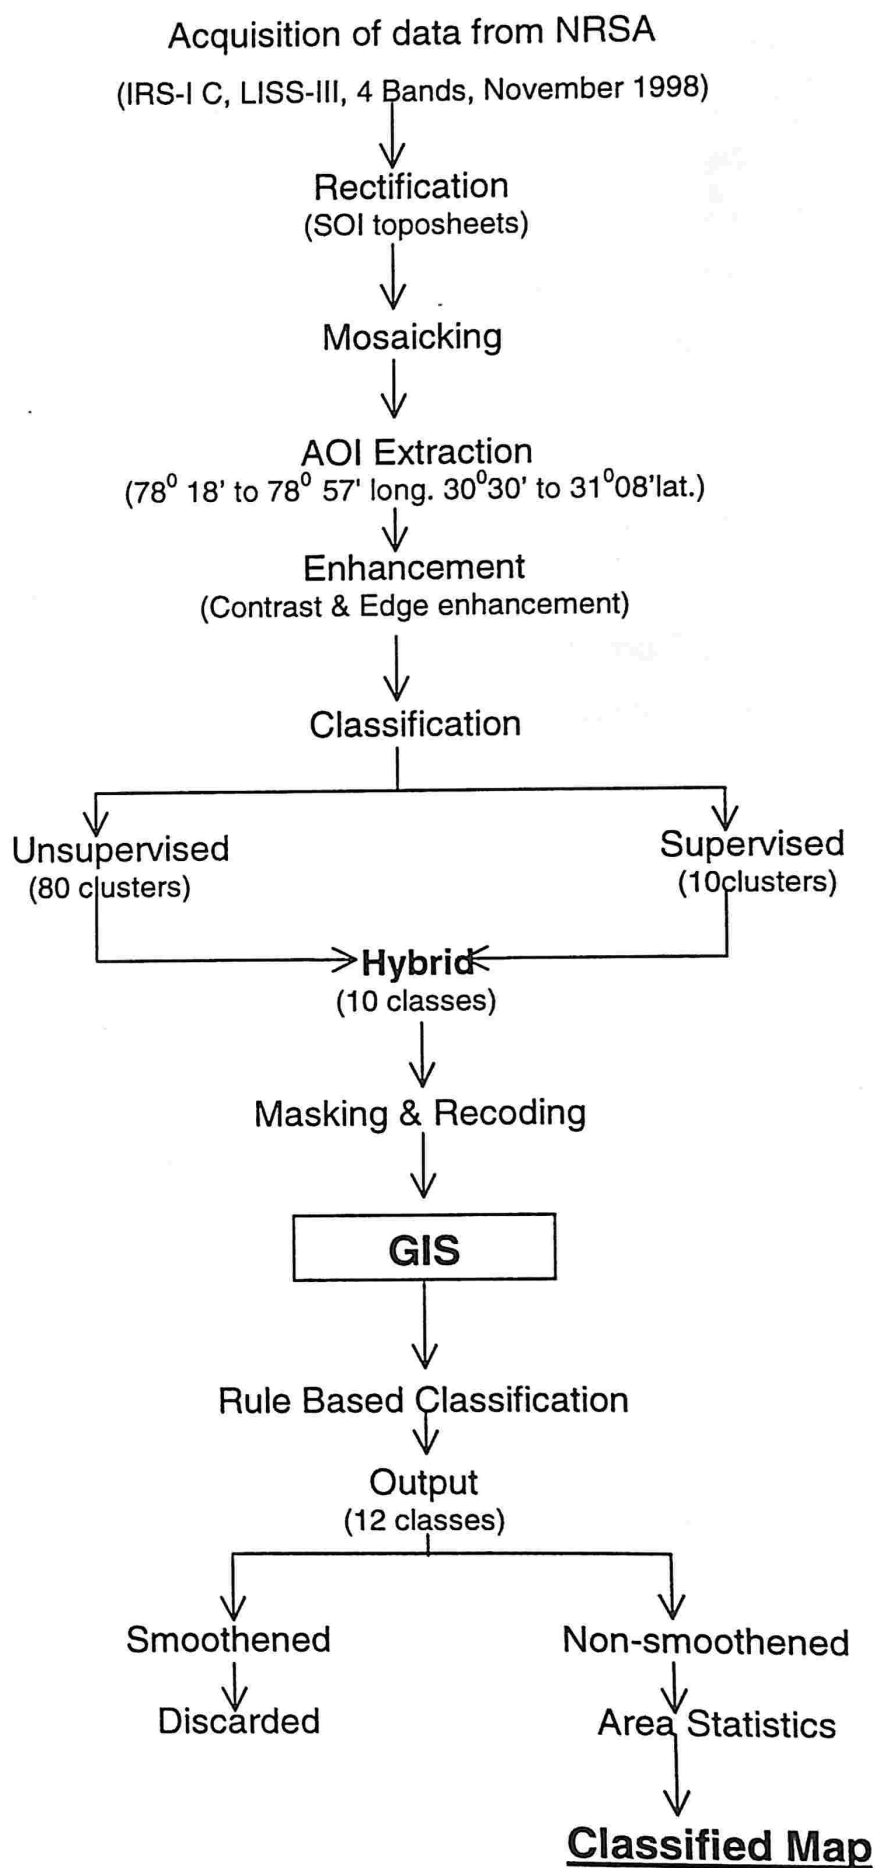 Acquisition of data from NRSA
(IRS-I C, LISS-III, 4 Bands, November 1998)
Rectification
(SOI toposheets)
Mosaicking
AOI Extraction
(78⁰ 18' to 78⁰ 57' long. 30⁰30' to 31⁰08'lat.)
Enhancement
(Contrast & Edge enhancement)
Classification
Unsupervised
(80 clusters)
Supervised
(10clusters)
Hybrid
(10 classes)
Masking & Recoding
GIS
Rule Based Classification
Output
(12 classes)
Smoothened
Non-smoothened
Discarded
Area Statistics
Classified Map